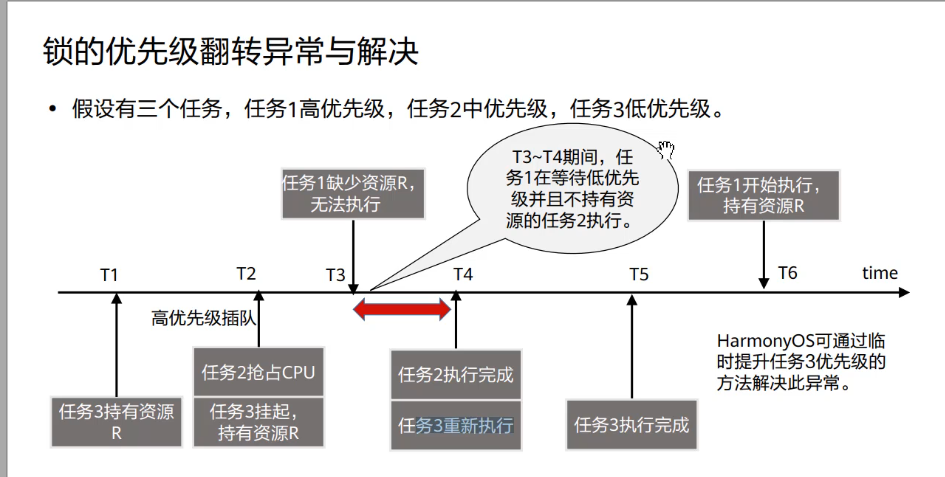 锁的优先级翻转异常与解决
• 假设有三个任务，任务1高优先级，任务2中优先级，任务3低优先级。
T3~T4期间，任
务1在等待低优先
级并且不持有资
源的任务2执行。
任务1缺少资源R，
无法执行
任务1开始执行，
持有资源R
T1
T2
T3
T4
T5
T6
time
高优先级插队
任务2抢占CPU
任务3挂起，
持有资源R
任务3持有资源
R
任务2执行完成
任务3重新执行
任务3执行完成
HarmonyOS可通过临
时提升任务3优先级的
方法解决此异常。